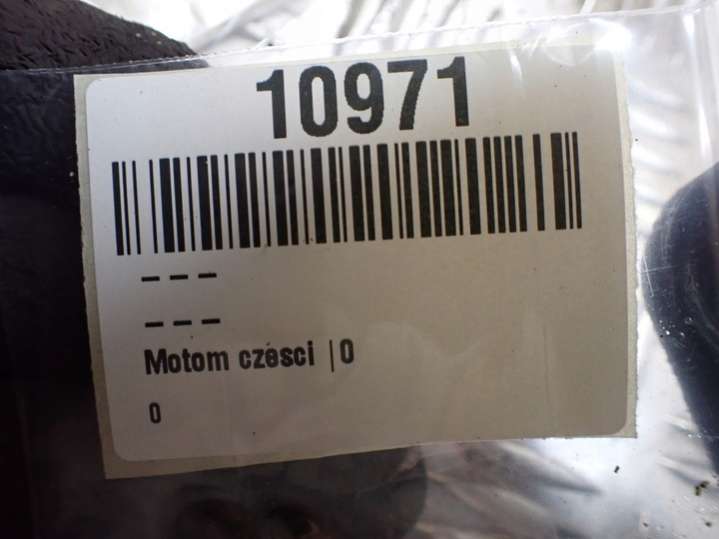 10971
---
---
Motom czesci |0
0